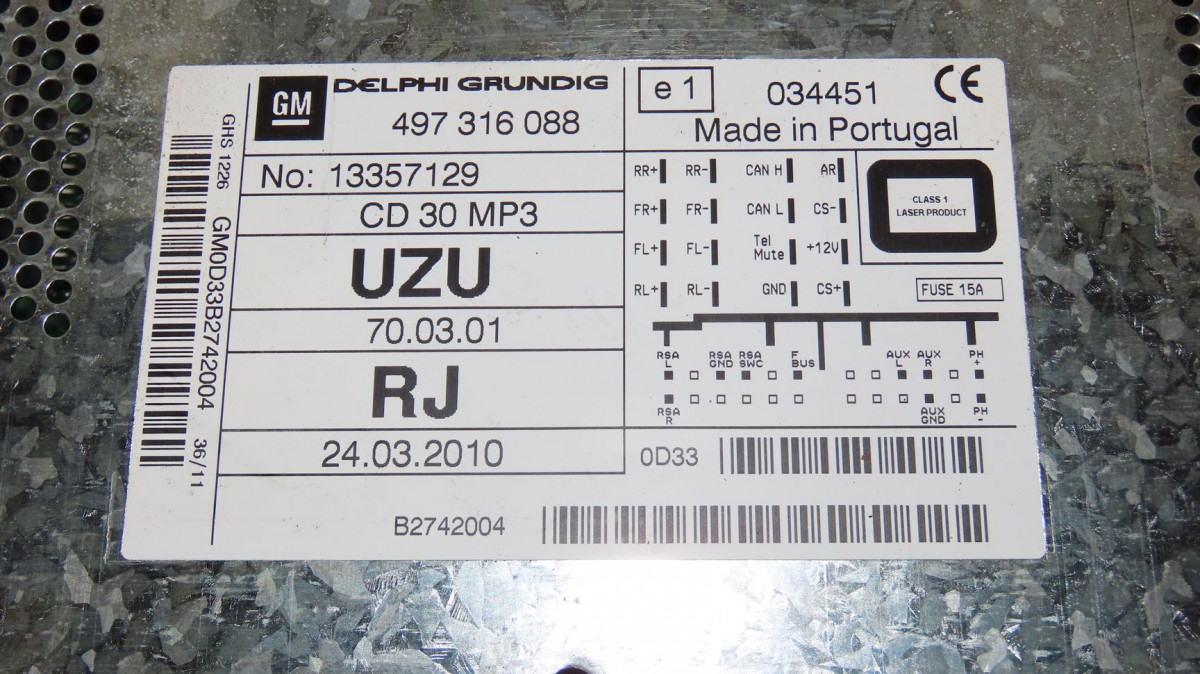 GM
DELPHI GRUNDIG
497 316 088
No: 13357129
CD 30 MP3
UZU
70.03.01
RJ
24.03.2010
e 1
034451
CE
Made in Portugal
RR+ RR- CAN H AR
FR+ FR- CAN L CS-
FL+ FL- Tel Mute +12V
RL+ RL- GND CS+
CLASS 1
LASER PRODUCT
FUSE 15A
RSA L
RSA GND
RSA SWC
F BUS
AUX L
AUX R
PH +
RSA R
AUX GND
PH -
0D33
B2742004
GHS 1226 GM0D33B2742004 36/11